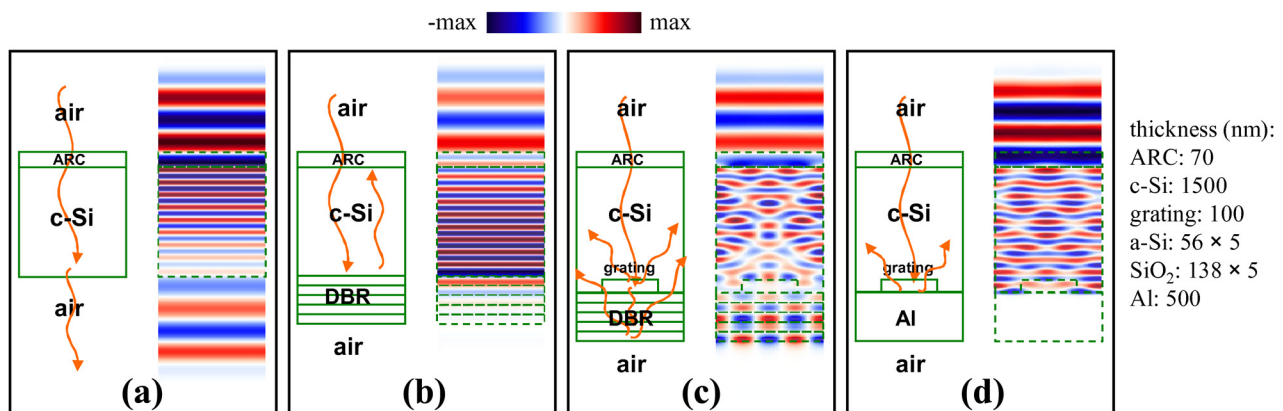 -max max
air
ARC
c-Si
air
(a)
air
ARC
c-Si
DBR
air
(b)
air
ARC
c-Si
grating
DBR
air
(c)
air
ARC
c-Si
grating
Al
air
(d)
thickness (nm):
ARC: 70
c-Si: 1500
grating: 100
a-Si: 56 × 5
SiO₂: 138 × 5
Al: 500